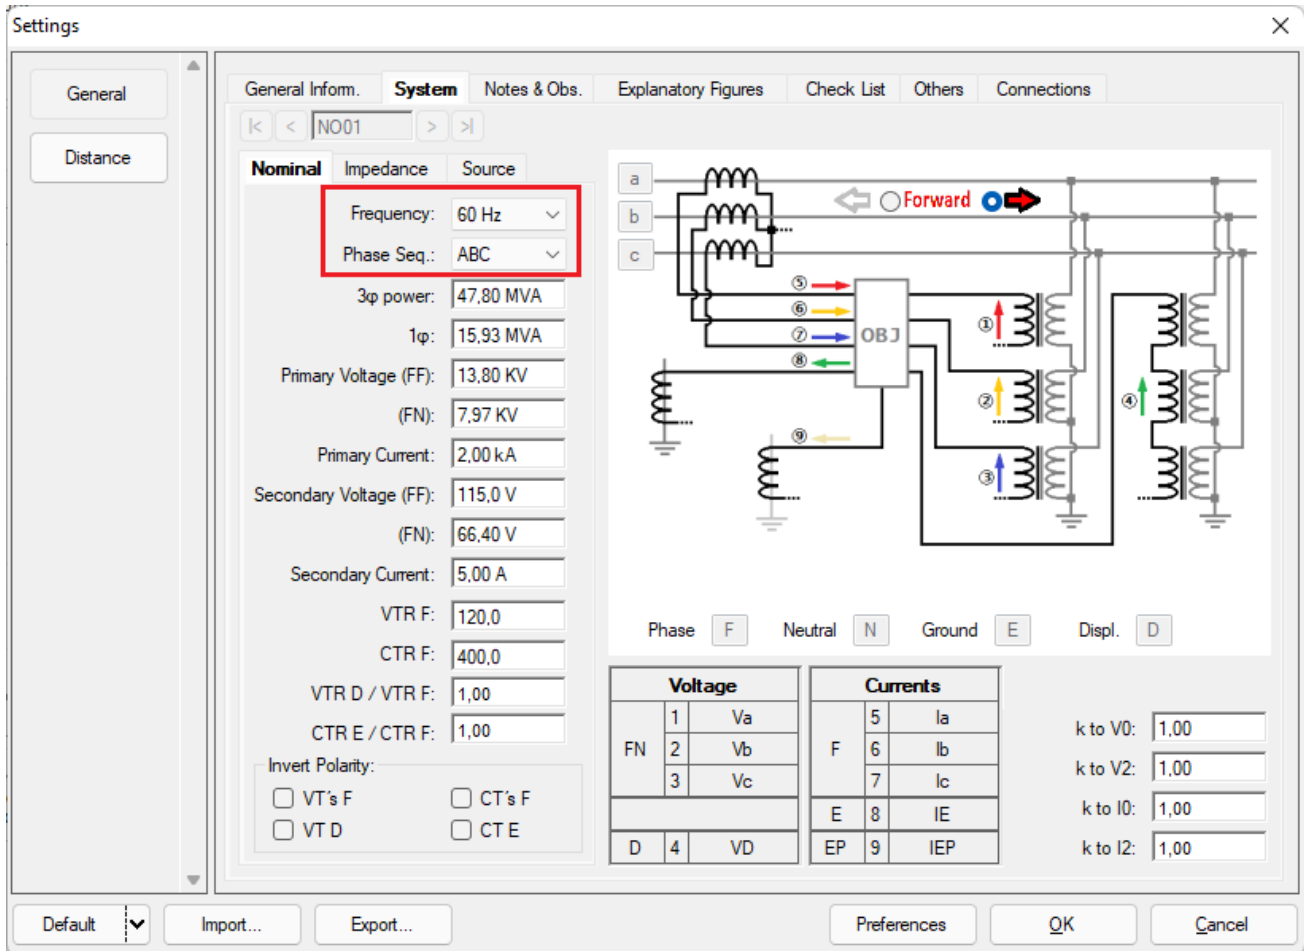 Settings
General
Distance
General Inform. System Notes & Obs. Explanatory Figures Check List Others Connections
|< < NO01 > >|
Nominal Impedance Source
Frequency: 60 Hz
Phase Seq.: ABC
3φ power: 47,80 MVA
1φ: 15,93 MVA
Primary Voltage (FF): 13,80 KV
(FN): 7,97 KV
Primary Current: 2,00 kA
Secondary Voltage (FF): 115,0 V
(FN): 66,40 V
Secondary Current: 5,00 A
VTR F: 120,0
CTR F: 400,0
VTR D / VTR F: 1,00
CTR E / CTR F: 1,00
Invert Polarity:
VT´s F CT´s F
VT D CT E
a
b
c
Forward
⑤
⑥
⑦
⑧
⑨
OBJ
①
②
③
④
Phase F Neutral N Ground E Displ. D
Voltage
FN 1 Va
2 Vb
3 Vc
D 4 VD
Currents
F 5 Ia
6 Ib
7 Ic
E 8 IE
EP 9 IEP
k to V0: 1,00
k to V2: 1,00
k to I0: 1,00
k to I2: 1,00
Default Import... Export... Preferences OK Cancel